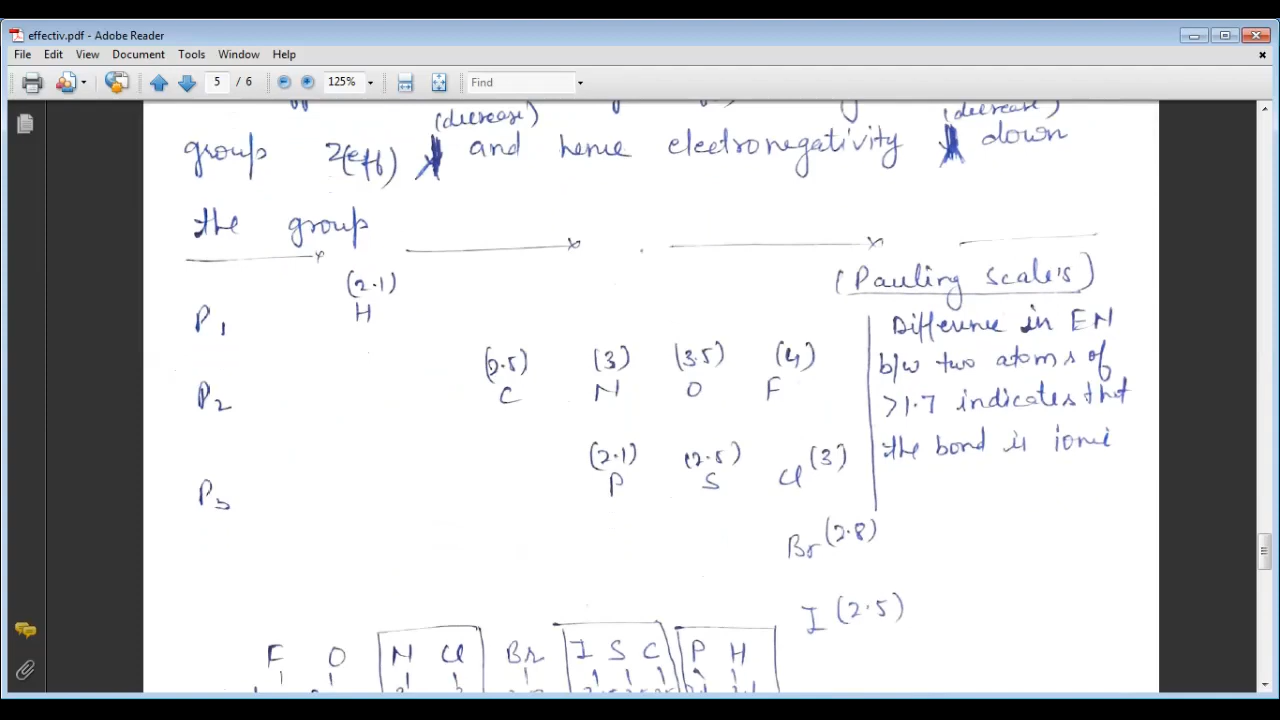 effectiv.pdf - Adobe Reader
File Edit View Document Tools Window Help
5 / 6 125% Find
(decrease) (decrease)
group Z(eff) and hence electronegativity down
the group
(2.1)
H
P1
(Pauling scale's)
Difference in EN
b/w two atoms of
>1.7 indicates that
the bond is ionic
(2.5) (3) (3.5) (4)
P2 C N O F
(2.1) (2.5) (3)
P S Cl
P3
Br (2.8)
I (2.5)
F O N Cl Br I S C P H